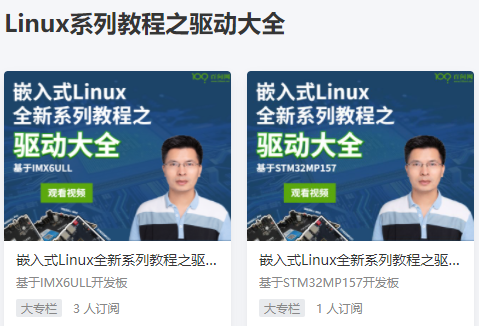 Linux系列教程之驱动大全
嵌入式Linux
全新系列教程之
驱动大全
基于IMX6ULL
观看视频
嵌入式Linux全新系列教程之驱...
基于IMX6ULL开发板
大专栏 3 人订阅
嵌入式Linux
全新系列教程之
驱动大全
基于STM32MP157
观看视频
嵌入式Linux全新系列教程之驱...
基于STM32MP157开发板
大专栏 1 人订阅